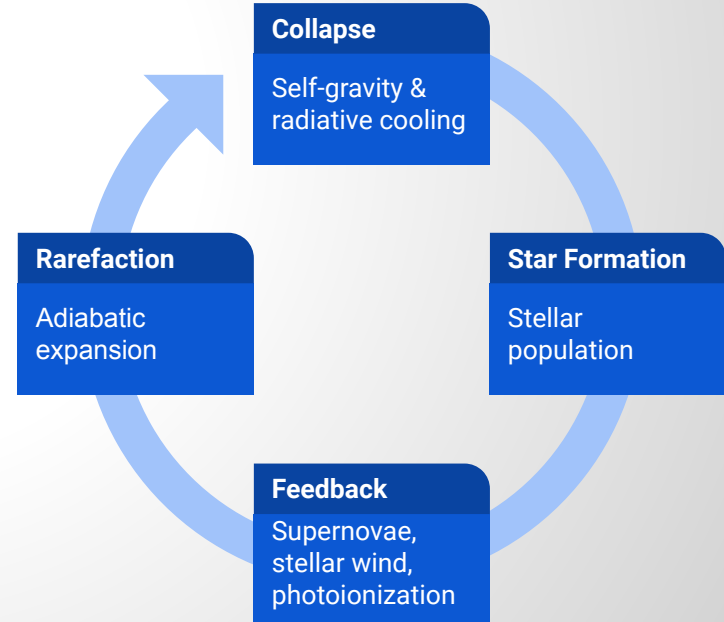 Collapse
Self-gravity &
radiative cooling
Rarefaction
Adiabatic
expansion
Star Formation
Stellar
population
Feedback
Supernovae,
stellar wind,
photoionization